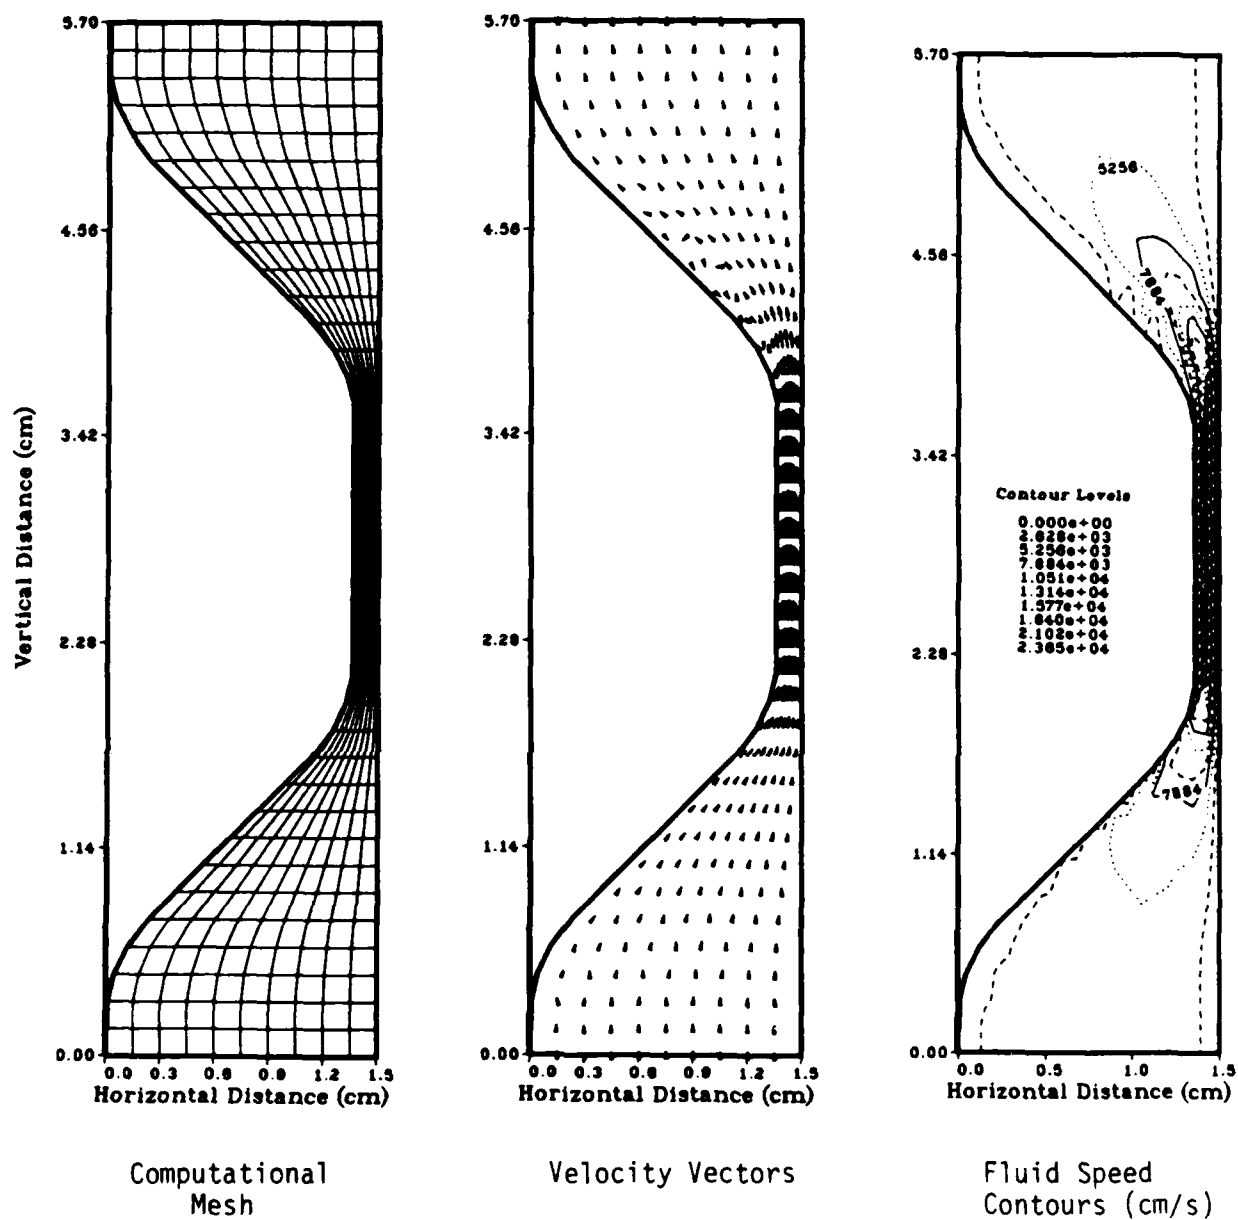 Vertical Distance (cm)
5.70
4.56
3.42
2.28
1.14
0.00
0.0 0.3 0.6 0.9 1.2 1.5
Horizontal Distance (cm)
Computational
Mesh
5.70
4.56
3.42
2.28
1.14
0.00
0.0 0.3 0.6 0.9 1.2 1.5
Horizontal Distance (cm)
Velocity Vectors
5.70
4.56
3.42
2.28
1.14
0.00
5256
7884
Contour Levels
0.000e+00
2.628e+03
5.256e+03
7.884e+03
1.051e+04
1.314e+04
1.577e+04
1.840e+04
2.102e+04
2.365e+04
7884
0.0 0.5 1.0 1.5
Horizontal Distance (cm)
Fluid Speed
Contours (cm/s)